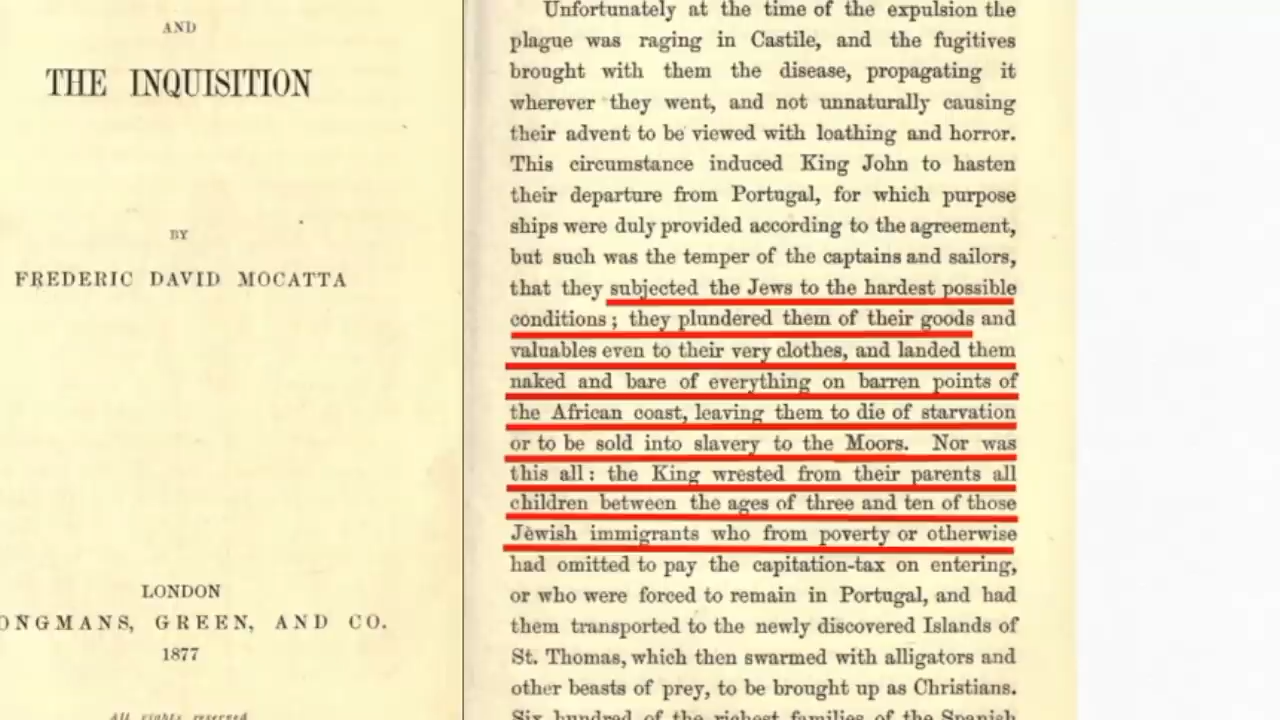 AND
THE INQUISITION
BY
FREDERIC DAVID MOCATTA
LONDON
ONGMANS, GREEN, AND CO.
1877
All rights reserved
Unfortunately at the time of the expulsion the
plague was raging in Castile, and the fugitives
brought with them the disease, propagating it
wherever they went, and not unnaturally causing
their advent to be viewed with loathing and horror.
This circumstance induced King John to hasten
their departure from Portugal, for which purpose
ships were duly provided according to the agreement,
but such was the temper of the captains and sailors,
that they subjected the Jews to the hardest possible
conditions; they plundered them of their goods and
valuables even to their very clothes, and landed them
naked and bare of everything on barren points of
the African coast, leaving them to die of starvation
or to be sold into slavery to the Moors. Nor was
this all: the King wrested from their parents all
children between the ages of three and ten of those
Jewish immigrants who from poverty or otherwise
had omitted to pay the capitation-tax on entering,
or who were forced to remain in Portugal, and had
them transported to the newly discovered Islands of
St. Thomas, which then swarmed with alligators and
other beasts of prey, to be brought up as Christians.
Six hundred of the richest families of the Spanish